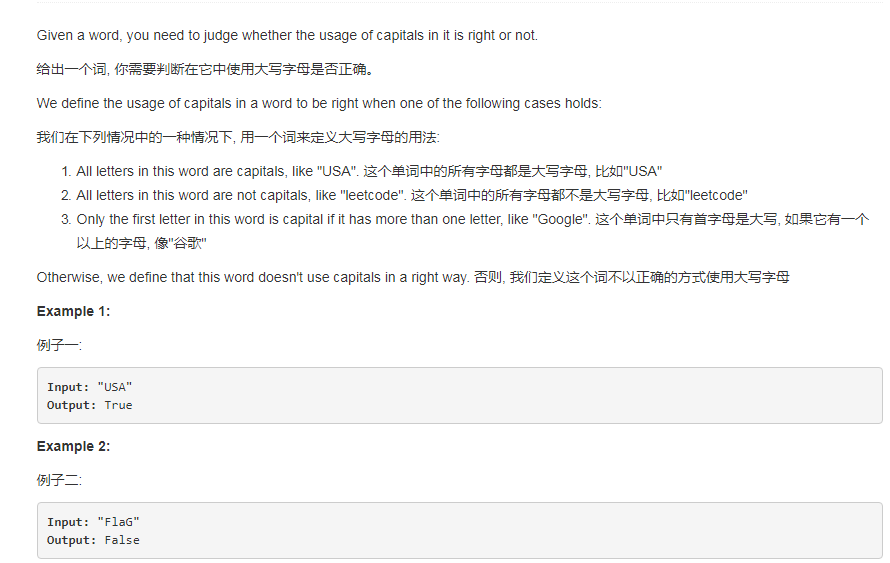 Given a word, you need to judge whether the usage of capitals in it is right or not.
给出一个词, 你需要判断在它中使用大写字母是否正确。
We define the usage of capitals in a word to be right when one of the following cases holds:
我们在下列情况中的一种情况下, 用一个词来定义大写字母的用法:
1. All letters in this word are capitals, like "USA". 这个单词中的所有字母都是大写字母, 比如"USA"
2. All letters in this word are not capitals, like "leetcode". 这个单词中的所有字母都不是大写字母, 比如"leetcode"
3. Only the first letter in this word is capital if it has more than one letter, like "Google". 这个单词中只有首字母是大写, 如果它有一个
以上的字母, 像"谷歌"
Otherwise, we define that this word doesn't use capitals in a right way. 否则, 我们定义这个词不以正确的方式使用大写字母
Example 1:
例子一:
Input: "USA"
Output: True
Example 2:
例子二:
Input: "FlaG"
Output: False